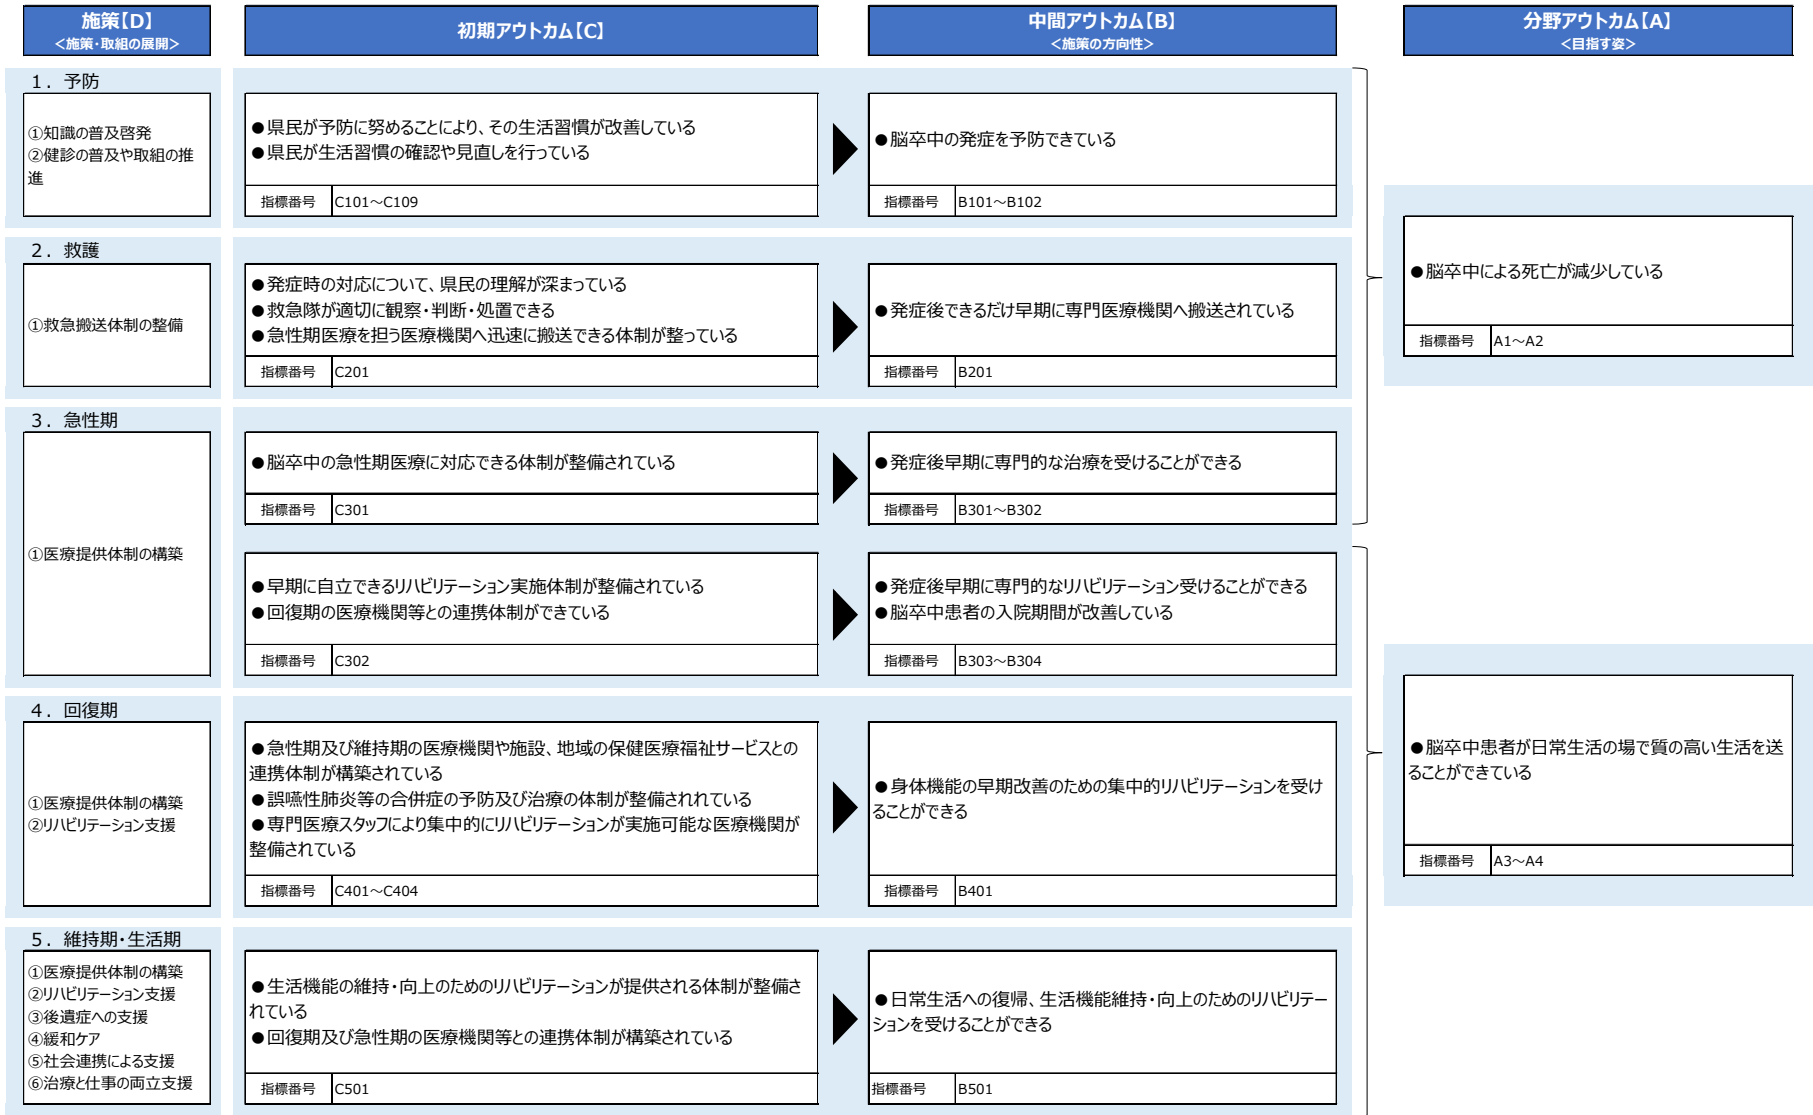 施策【D】
<施策・取組の展開>
初期アウトカム【C】
中間アウトカム【B】
<施策の方向性>
分野アウトカム【A】
<目指す姿>
1．予防
①知識の普及啓発
②健診の普及や取組の推
進
●県民が予防に努めることにより、その生活習慣が改善している
●県民が生活習慣の確認や見直しを行っている
指標番号 C101～C109
●脳卒中の発症を予防できている
指標番号 B101～B102
2．救護
①救急搬送体制の整備
●発症時の対応について、県民の理解が深まっている
●救急隊が適切に観察・判断・処置できる
●急性期医療を担う医療機関へ迅速に搬送できる体制が整っている
指標番号 C201
●発症後できるだけ早期に専門医療機関へ搬送されている
指標番号 B201
●脳卒中による死亡が減少している
指標番号 A1～A2
3．急性期
①医療提供体制の構築
●脳卒中の急性期医療に対応できる体制が整備されている
指標番号 C301
●発症後早期に専門的な治療を受けることができる
指標番号 B301～B302
●早期に自立できるリハビリテーション実施体制が整備されている
●回復期の医療機関等との連携体制ができている
指標番号 C302
●発症後早期に専門的なリハビリテーション受けることができる
●脳卒中患者の入院期間が改善している
指標番号 B303～B304
4．回復期
①医療提供体制の構築
②リハビリテーション支援
●急性期及び維持期の医療機関や施設、地域の保健医療福祉サービスとの
連携体制が構築されている
●誤嚥性肺炎等の合併症の予防及び治療の体制が整備されれている
●専門医療スタッフにより集中的にリハビリテーションが実施可能な医療機関が
整備されている
指標番号 C401～C404
●身体機能の早期改善のための集中的リハビリテーションを受け
ることができる
指標番号 B401
●脳卒中患者が日常生活の場で質の高い生活を送
ることができている
指標番号 A3～A4
5．維持期・生活期
①医療提供体制の構築
②リハビリテーション支援
③後遺症への支援
④緩和ケア
⑤社会連携による支援
⑥治療と仕事の両立支援
●生活機能の維持・向上のためのリハビリテーションが提供される体制が整備さ
れている
●回復期及び急性期の医療機関等との連携体制が構築されている
指標番号 C501
●日常生活への復帰、生活機能維持・向上のためのリハビリテー
ションを受けることができる
指標番号 B501